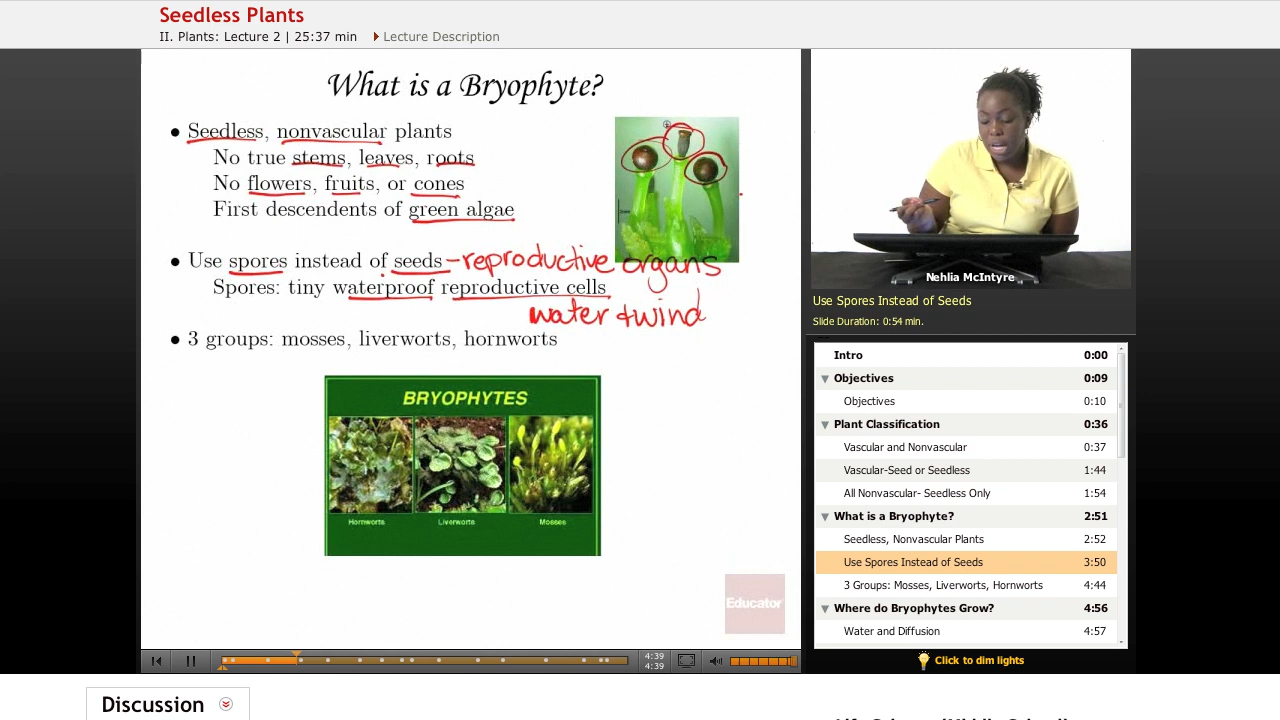 Seedless Plants
II. Plants: Lecture 2 | 25:37 min
Lecture Description
What is a Bryophyte?
• Seedless, nonvascular plants
No true stems, leaves, roots
No flowers, fruits, or cones
First descendents of green algae
• Use spores instead of seeds - reproductive organs
Spores: tiny waterproof reproductive cells
water + wind
• 3 groups: mosses, liverworts, hornworts
BRYOPHYTES
Hornworts Liverworts Mosses
Educator
4:39
4:39
Nehlia McIntyre
Use Spores Instead of Seeds
Slide Duration: 0:54 min.
Intro 0:00
Objectives 0:09
Objectives 0:10
Plant Classification 0:36
Vascular and Nonvascular 0:37
Vascular-Seed or Seedless 1:44
All Nonvascular- Seedless Only 1:54
What is a Bryophyte? 2:51
Seedless, Nonvascular Plants 2:52
Use Spores Instead of Seeds 3:50
3 Groups: Mosses, Liverworts, Hornworts 4:44
Where do Bryophytes Grow? 4:56
Water and Diffusion 4:57
Click to dim lights
Discussion